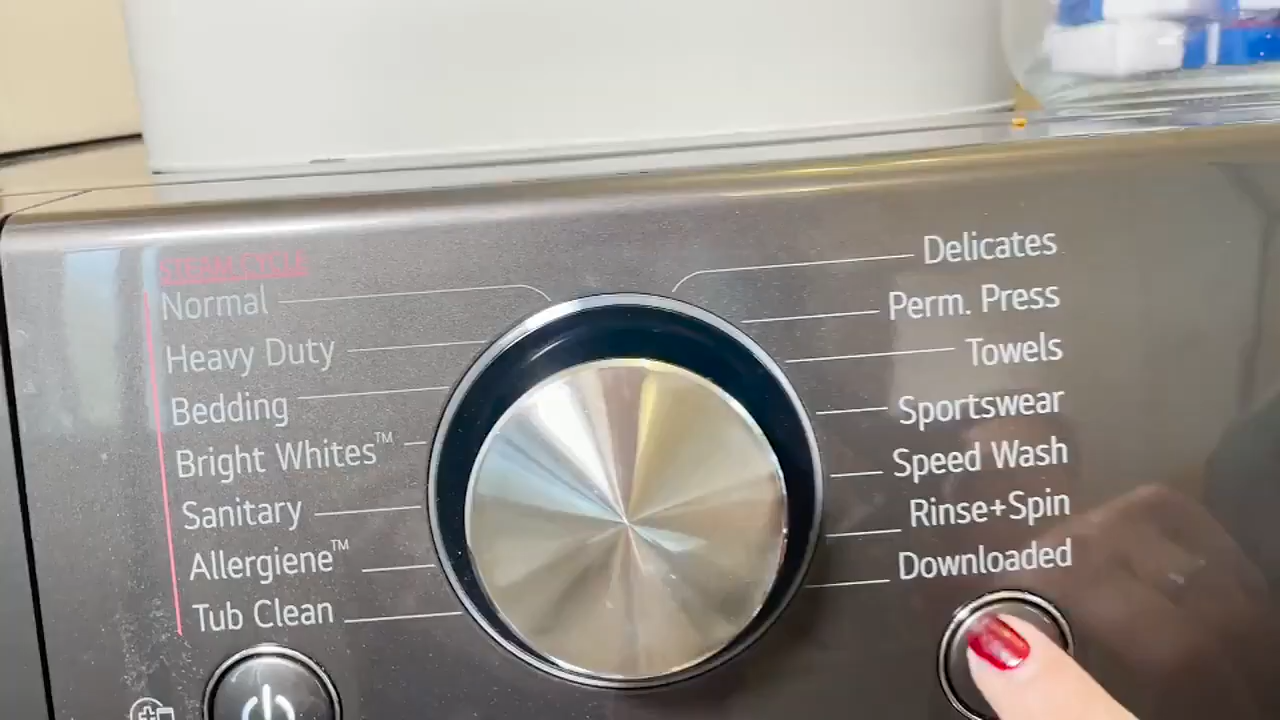 STEAM CYCLE
Normal
Heavy Duty
Bedding
Bright Whites™
Sanitary
Allergiene™
Tub Clean
Delicates
Perm. Press
Towels
Sportswear
Speed Wash
Rinse+Spin
Downloaded